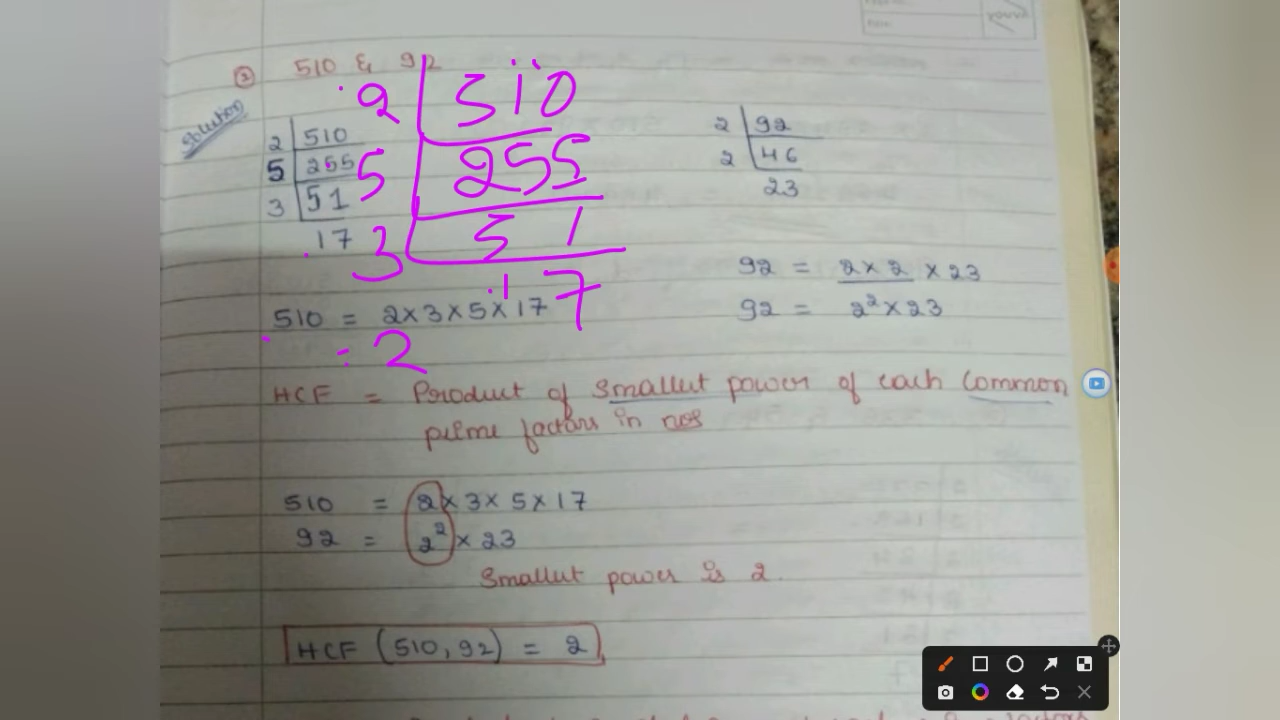 ② 510 & 92
Solution
2 | 510
5 | 255
3 | 51
17
2 | 510
5 | 255
3 | 51
17
2 | 92
2 | 46
23
510 = 2×3×5×17
= 2
92 = 2×2 ×23
92 = 2²×23
HCF = Product of smallut power of each common
prime factors in nos
510 = 2×3×5×17
92 = 2²×23
Smallut power is 2.
HCF (510, 92) = 2